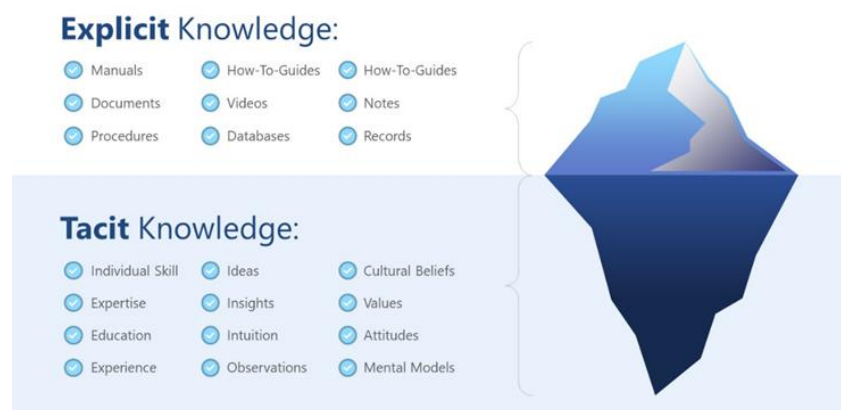 Explicit Knowledge:
Manuals How-To-Guides How-To-Guides
Documents Videos Notes
Procedures Databases Records
Tacit Knowledge:
Individual Skill Ideas Cultural Beliefs
Expertise Insights Values
Education Intuition Attitudes
Experience Observations Mental Models